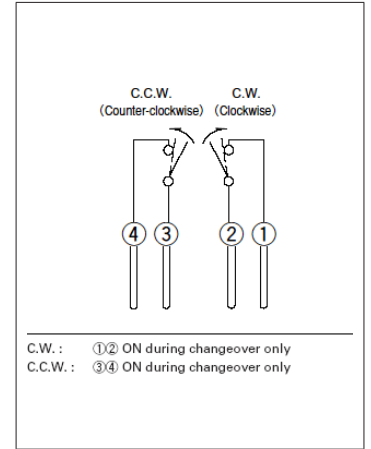 C.C.W. C.W.
(Counter-clockwise) (Clockwise)
④ ③ ② ①
C.W. : ①② ON during changeover only
C.C.W. : ③④ ON during changeover only